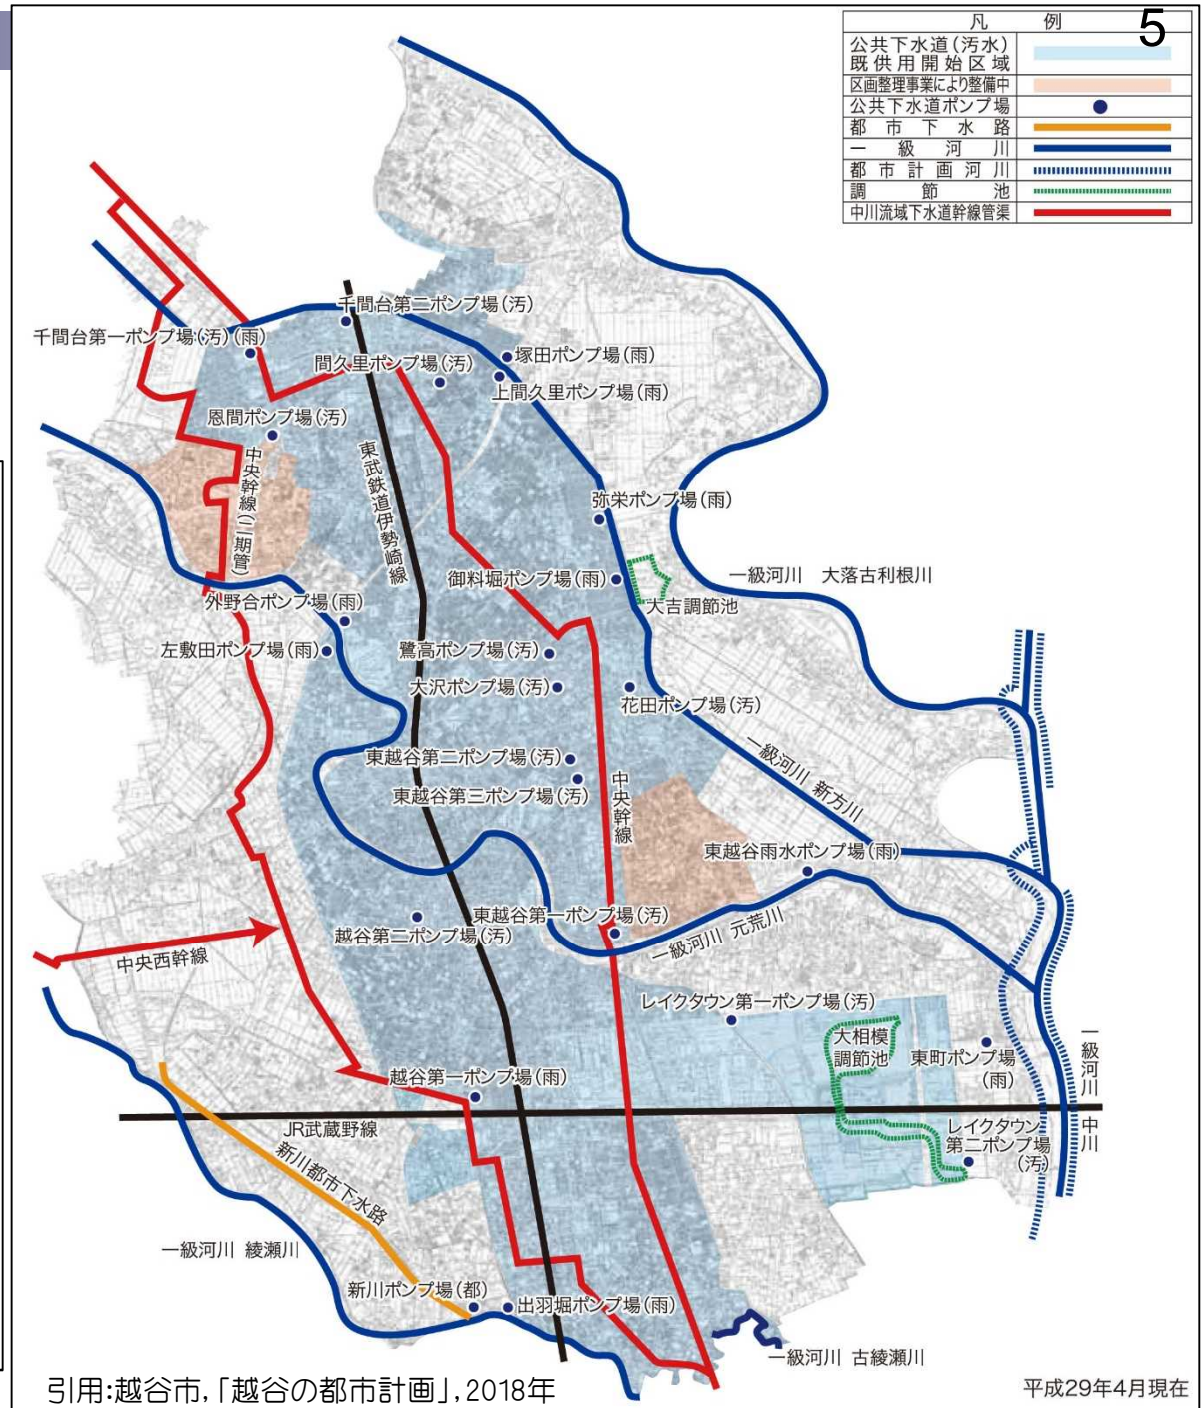 5
凡 例
公共下水道(汚水)
既供用開始区域
区画整理事業により整備中
公共下水道ポンプ場
都市下水路
一級河川
都市計画河川
調節池
中川流域下水道幹線管渠
千間台第二ポンプ場(汚)
千間台第一ポンプ場(汚)(雨)
間久里ポンプ場(汚)
塚田ポンプ場(雨)
上間久里ポンプ場(雨)
恩間ポンプ場(汚)
中央幹線(二期管)
東武鉄道伊勢崎線
弥栄ポンプ場(雨)
御料堀ポンプ場(雨)
一級河川 大落古利根川
大吉調節池
外野合ポンプ場(雨)
左敷田ポンプ場(雨)
鷺高ポンプ場(汚)
大沢ポンプ場(汚)
花田ポンプ場(汚)
一級河川 新方川
東越谷第二ポンプ場(汚)
東越谷第三ポンプ場(汚)
中央幹線
東越谷雨水ポンプ場(雨)
東越谷第一ポンプ場(汚)
越谷第二ポンプ場(汚)
一級河川 元荒川
中央西幹線
レイクタウン第一ポンプ場(汚)
大相模
調節池
東町ポンプ場
(雨)
一級河川 中川
越谷第一ポンプ場(雨)
JR武蔵野線
レイクタウン
第二ポンプ場
(汚)
新川都市下水路
一級河川 綾瀬川
新川ポンプ場(都)
出羽堀ポンプ場(雨)
一級河川 古綾瀬川
引用:越谷市,「越谷の都市計画」,2018年
平成29年4月現在